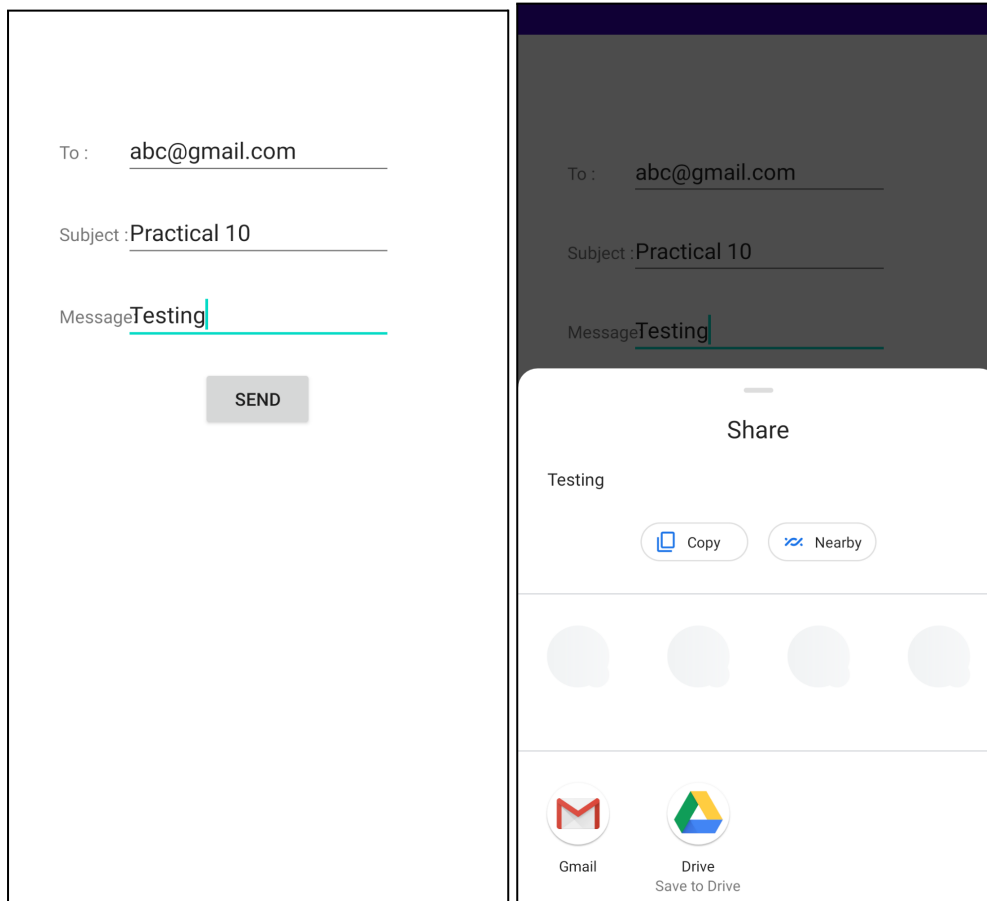 To : abc@gmail.com
Subject : Practical 10
Message Testing
SEND
To : abc@gmail.com
Subject : Practical 10
Message Testing
Share
Testing
Copy Nearby
Gmail Drive
Save to Drive